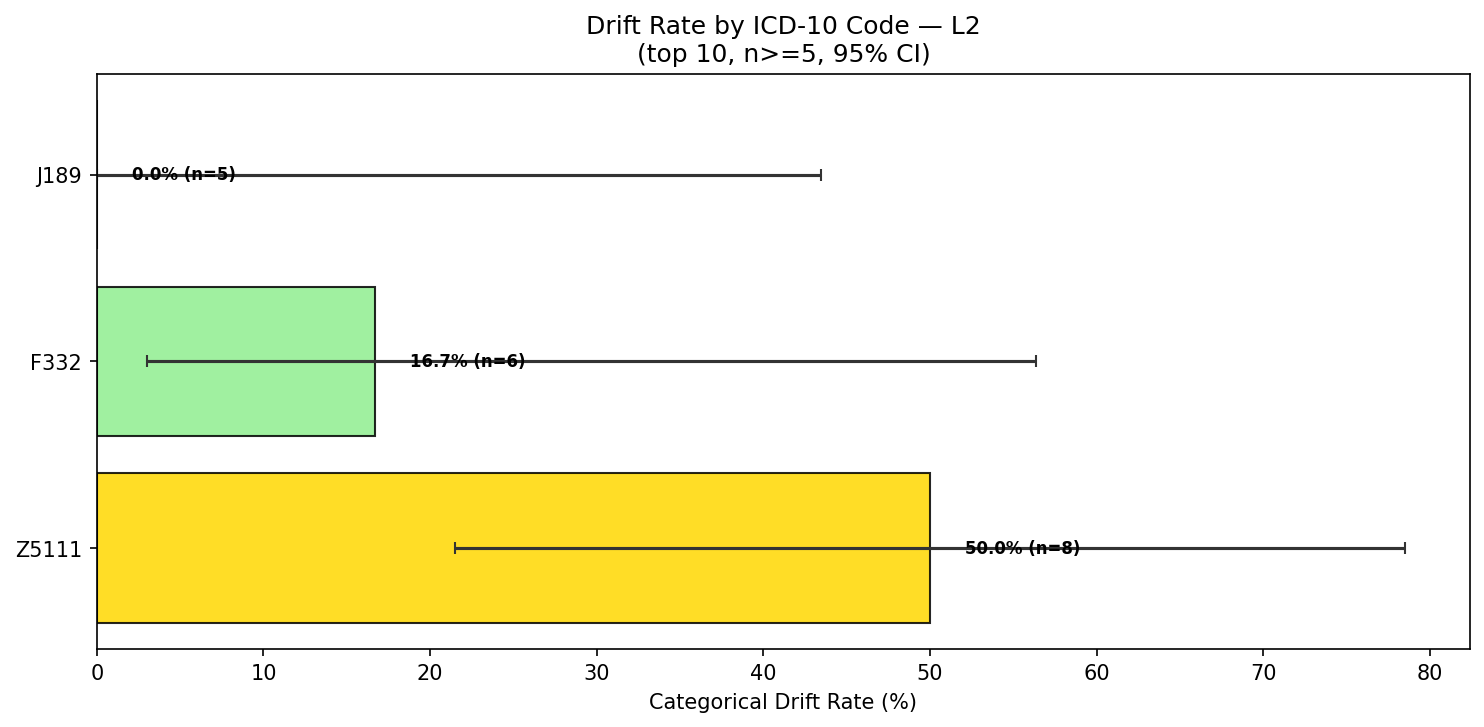 Drift Rate by ICD-10 Code — L2
(top 10, n>=5, 95% CI)
J189
0.0% (n=5)
F332
16.7% (n=6)
Z5111
50.0% (n=8)
0 10 20 30 40 50 60 70 80
Categorical Drift Rate (%)